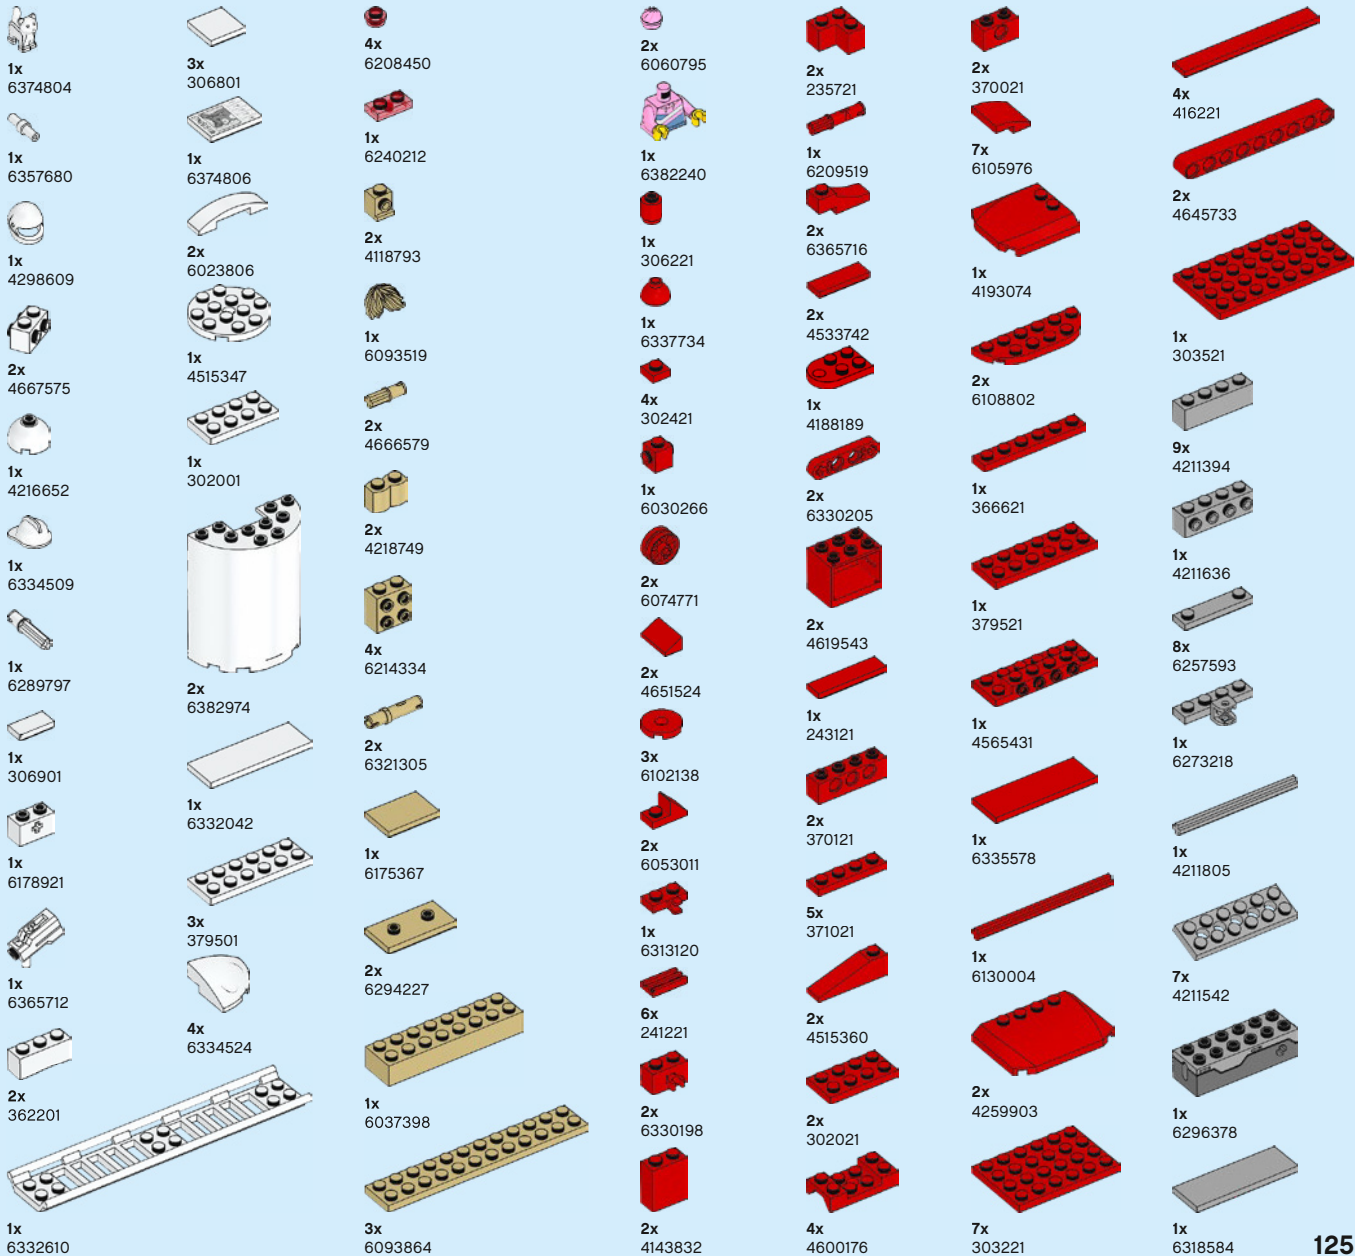 1x
6374804
1x
6357680
1x
4298609
2x
4667575
1x
4216652
1x
6334509
1x
6289797
1x
306901
1x
6178921
1x
6365712
2x
362201
1x
6332610
3x
306801
1x
6374806
2x
6023806
1x
4515347
1x
302001
2x
6382974
1x
6332042
3x
379501
4x
6334524
4x
6208450
1x
6240212
2x
4118793
1x
6093519
2x
4666579
2x
4218749
4x
6214334
2x
6321305
1x
6175367
2x
6294227
1x
6037398
3x
6093864
2x
6060795
1x
6382240
1x
306221
1x
6337734
4x
302421
1x
6030266
2x
6074771
2x
4651524
3x
6102138
2x
6053011
1x
6313120
6x
241221
2x
6330198
2x
4143832
2x
235721
1x
6209519
2x
6365716
2x
4533742
1x
4188189
2x
6330205
2x
4619543
1x
243121
2x
370121
5x
371021
2x
4515360
2x
302021
4x
4600176
2x
370021
7x
6105976
1x
4193074
2x
6108802
1x
366621
1x
379521
1x
4565431
1x
6335578
1x
6130004
2x
4259903
7x
303221
4x
416221
2x
4645733
1x
303521
9x
4211394
1x
4211636
8x
6257593
1x
6273218
1x
4211805
7x
4211542
1x
6296378
1x
6318584
125